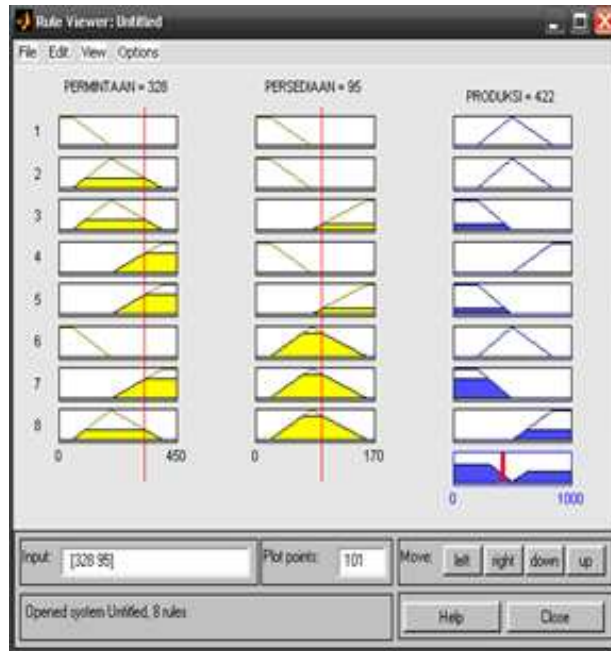 Rule Viewer: Untitled
File Edit View Options
PERMINTAAN = 328
PERSEDIAAN = 95
PRODUKSI = 422
1
2
3
4
5
6
7
8
0 450
0 170
0 1000
Input: [328 95]
Plot points: 101
Move: left right down up
Opened system Untitled, 8 rules
Help Close